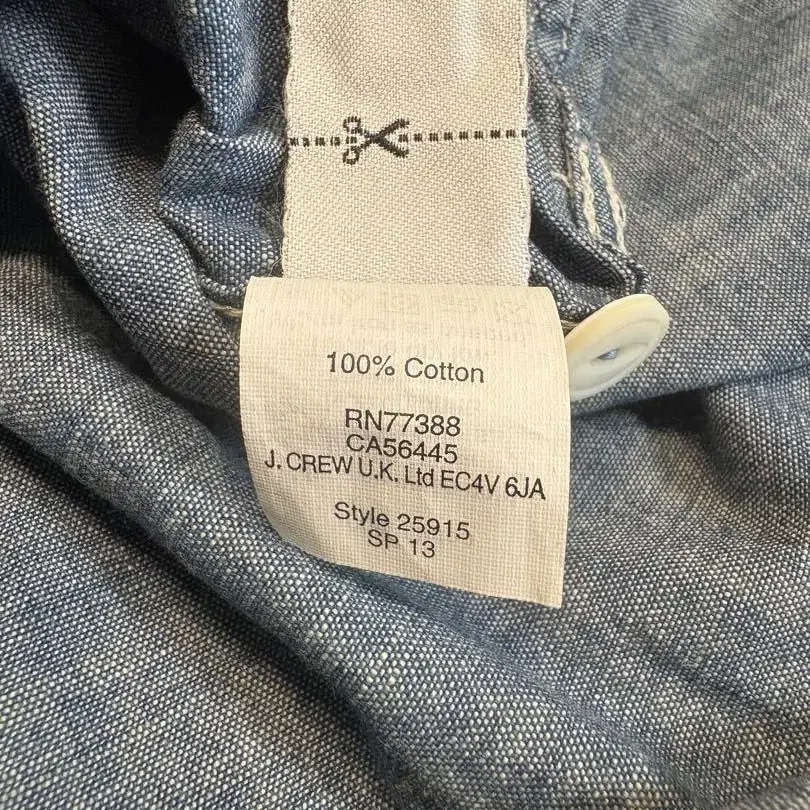 100% Cotton
RN77388
CA56445
J. CREW U.K. Ltd EC4V 6JA
Style 25915
SP 13